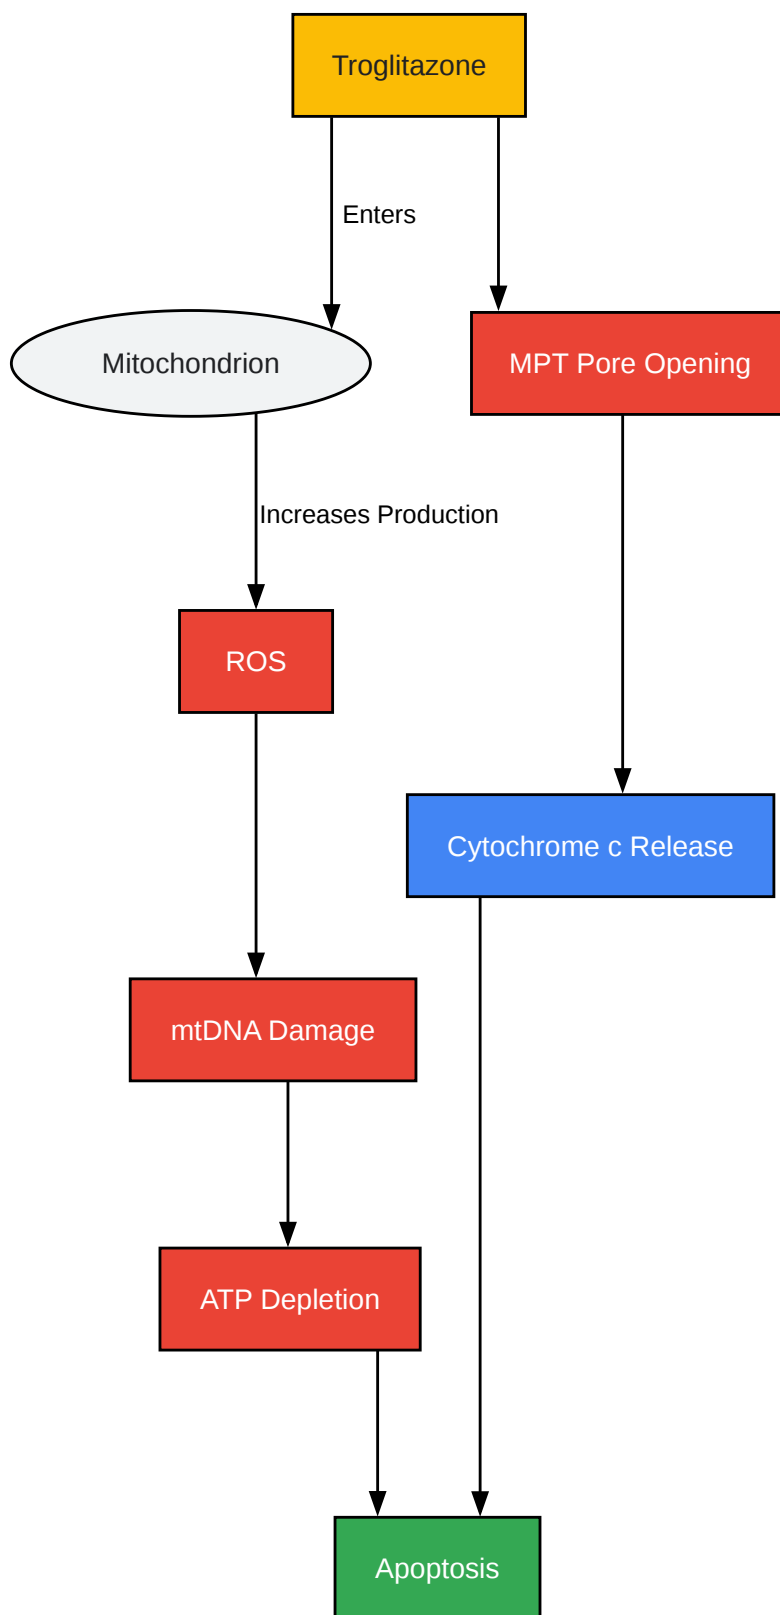 Troglitazone
Enters
Mitochondrion
MPT Pore Opening
Increases Production
ROS
Cytochrome c Release
mtDNA Damage
ATP Depletion
Apoptosis